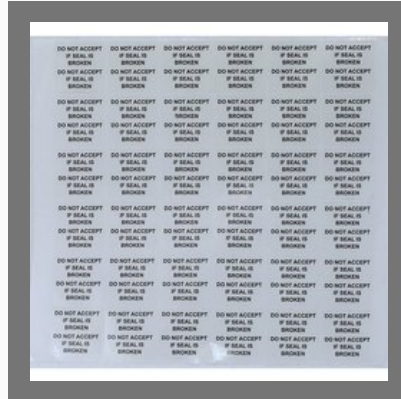 DO NOT ACCEPT DO NOT ACCEPT DO NOT ACCEPT DO NOT ACCEPT DO NOT ACCEPT DO NOT ACCEPT
IF SEAL IS IF SEAL IS IF SEAL IS IF SEAL IS IF SEAL IS IF SEAL IS
BROKEN BROKEN BROKEN BROKEN BROKEN BROKEN
DO NOT ACCEPT DO NOT ACCEPT DO NOT ACCEPT DO NOT ACCEPT DO NOT ACCEPT DO NOT ACCEPT
IF SEAL IS IF SEAL IS IF SEAL IS IF SEAL IS IF SEAL IS IF SEAL IS
BROKEN BROKEN BROKEN BROKEN BROKEN BROKEN
DO NOT ACCEPT DO NOT ACCEPT DO NOT ACCEPT DO NOT ACCEPT DO NOT ACCEPT DO NOT ACCEPT
IF SEAL IS IF SEAL IS IF SEAL IS IF SEAL IS IF SEAL IS IF SEAL IS
BROKEN BROKEN BROKEN BROKEN BROKEN BROKEN
DO NOT ACCEPT DO NOT ACCEPT DO NOT ACCEPT DO NOT ACCEPT DO NOT ACCEPT DO NOT ACCEPT
IF SEAL IS IF SEAL IS IF SEAL IS IF SEAL IS IF SEAL IS IF SEAL IS
BROKEN BROKEN BROKEN BROKEN BROKEN BROKEN
DO NOT ACCEPT DO NOT ACCEPT DO NOT ACCEPT DO NOT ACCEPT DO NOT ACCEPT DO NOT ACCEPT
IF SEAL IS IF SEAL IS IF SEAL IS IF SEAL IS IF SEAL IS IF SEAL IS
BROKEN BROKEN BROKEN BROKEN BROKEN BROKEN
DO NOT ACCEPT DO NOT ACCEPT DO NOT ACCEPT DO NOT ACCEPT DO NOT ACCEPT DO NOT ACCEPT
IF SEAL IS IF SEAL IS IF SEAL IS IF SEAL IS IF SEAL IS IF SEAL IS
BROKEN BROKEN BROKEN BROKEN BROKEN BROKEN
DO NOT ACCEPT DO NOT ACCEPT DO NOT ACCEPT DO NOT ACCEPT DO NOT ACCEPT DO NOT ACCEPT
IF SEAL IS IF SEAL IS IF SEAL IS IF SEAL IS IF SEAL IS IF SEAL IS
BROKEN BROKEN BROKEN BROKEN BROKEN BROKEN
DO NOT ACCEPT DO NOT ACCEPT DO NOT ACCEPT DO NOT ACCEPT DO NOT ACCEPT DO NOT ACCEPT
IF SEAL IS IF SEAL IS IF SEAL IS IF SEAL IS IF SEAL IS IF SEAL IS
BROKEN BROKEN BROKEN BROKEN BROKEN BROKEN
DO NOT ACCEPT DO NOT ACCEPT DO NOT ACCEPT DO NOT ACCEPT DO NOT ACCEPT DO NOT ACCEPT
IF SEAL IS IF SEAL IS IF SEAL IS IF SEAL IS IF SEAL IS IF SEAL IS
BROKEN BROKEN BROKEN BROKEN BROKEN BROKEN
DO NOT ACCEPT DO NOT ACCEPT DO NOT ACCEPT DO NOT ACCEPT DO NOT ACCEPT DO NOT ACCEPT
IF SEAL IS IF SEAL IS IF SEAL IS IF SEAL IS IF SEAL IS IF SEAL IS
BROKEN BROKEN BROKEN BROKEN BROKEN BROKEN
DO NOT ACCEPT DO NOT ACCEPT DO NOT ACCEPT DO NOT ACCEPT DO NOT ACCEPT DO NOT ACCEPT
IF SEAL IS IF SEAL IS IF SEAL IS IF SEAL IS IF SEAL IS IF SEAL IS
BROKEN BROKEN BROKEN BROKEN BROKEN BROKEN
DO NOT ACCEPT DO NOT ACCEPT DO NOT ACCEPT DO NOT ACCEPT DO NOT ACCEPT DO NOT ACCEPT
IF SEAL IS IF SEAL IS IF SEAL IS IF SEAL IS IF SEAL IS IF SEAL IS
BROKEN BROKEN BROKEN BROKEN BROKEN BROKEN